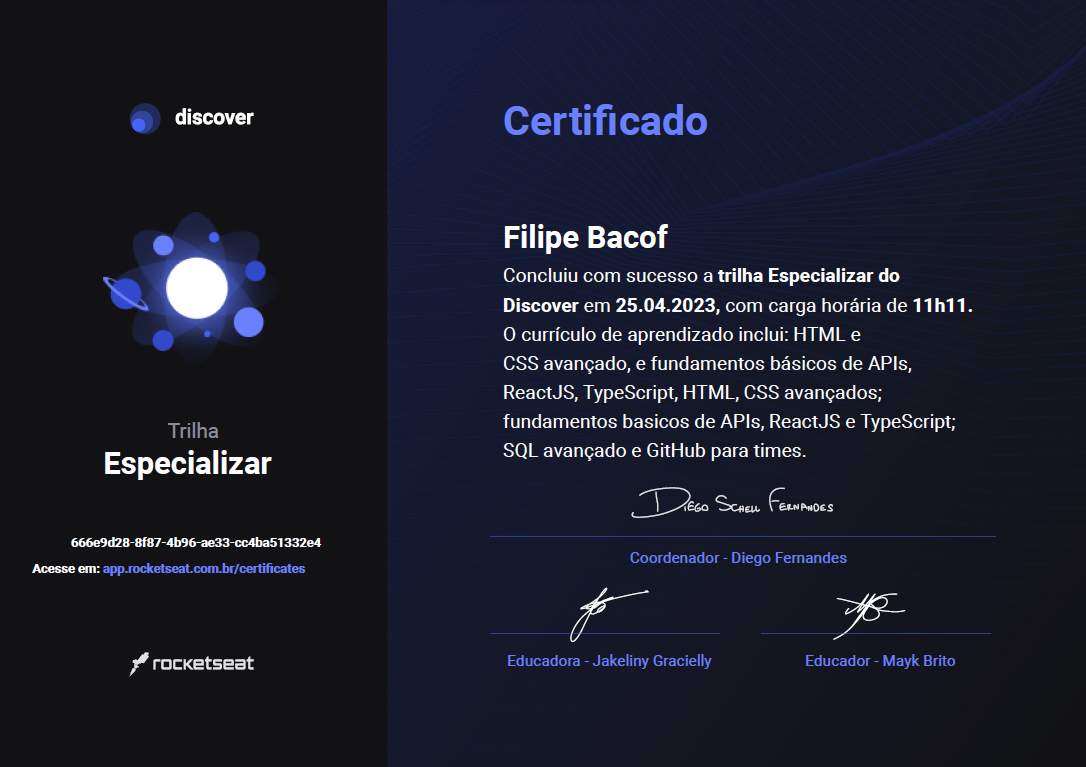 discover
Trilha
Especializar
666e9d28-8f87-4b96-ae33-cc4ba51332e4
Acesse em: app.rocketseat.com.br/certificates
rocketseat
Certificado
Filipe Bacof
Concluiu com sucesso a trilha Especializar do
Discover em 25.04.2023, com carga horária de 11h11.
O currículo de aprendizado inclui: HTML e
CSS avançado, e fundamentos básicos de APIs,
ReactJS, TypeScript, HTML, CSS avançados;
fundamentos basicos de APIs, ReactJS e TypeScript;
SQL avançado e GitHub para times.
Diego Schell Fernandes
Coordenador - Diego Fernandes
Educadora - Jakeliny Gracielly
Educador - Mayk Brito